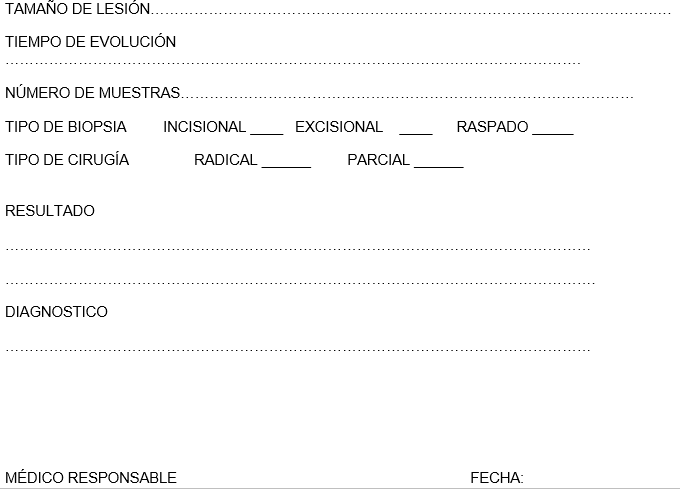 TAMAÑO DE LESIÓN……………………………………………………………………………………………..
TIEMPO DE EVOLUCIÓN
……………………………………………………………………………………………………….
NÚMERO DE MUESTRAS………………………………………………………………………………
TIPO DE BIOPSIA INCISIONAL ____ EXCISIONAL ____ RASPADO _____
TIPO DE CIRUGÍA RADICAL ______ PARCIAL ______
RESULTADO
…………………………………………………………………………………………………………
………………………………………………………………………………………………………….
DIAGNOSTICO
…………………………………………………………………………………………………………
MÉDICO RESPONSABLE FECHA: